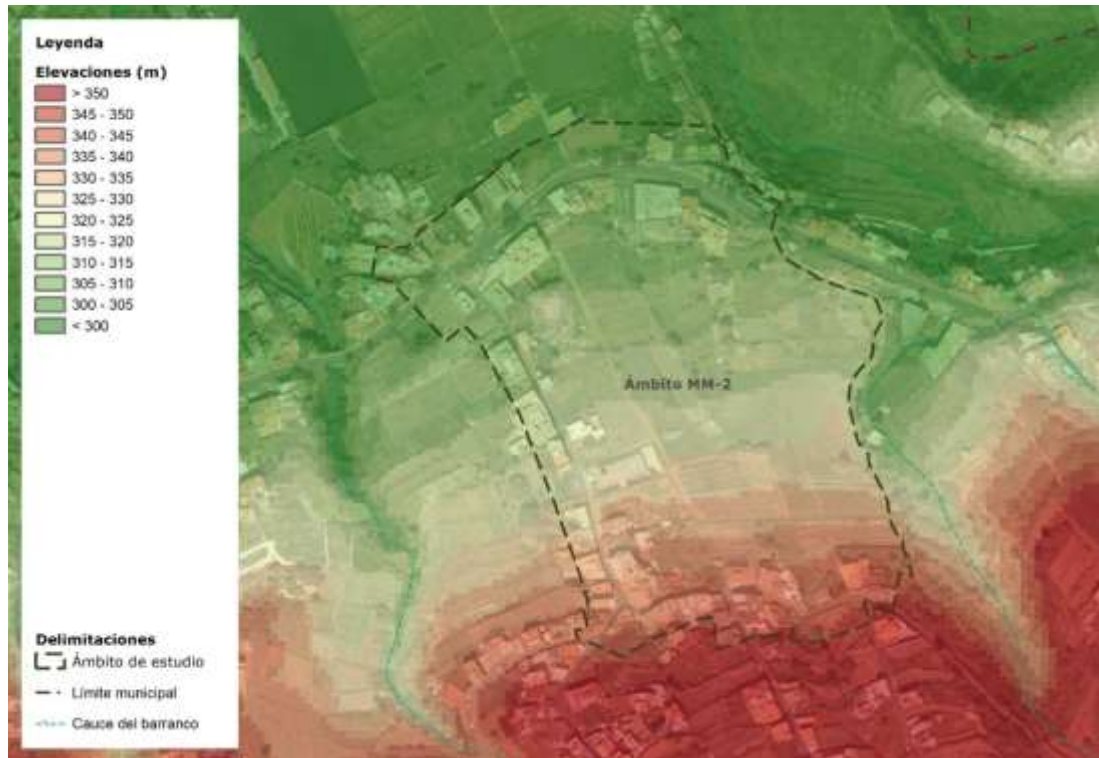 Leyenda
Elevaciones (m)
> 350
345 - 350
340 - 345
335 - 340
330 - 335
325 - 330
320 - 325
315 - 320
310 - 315
305 - 310
300 - 305
< 300
Ámbito MM-2
Delimitaciones
Ámbito de estudio
Límite municipal
Cauce del barranco